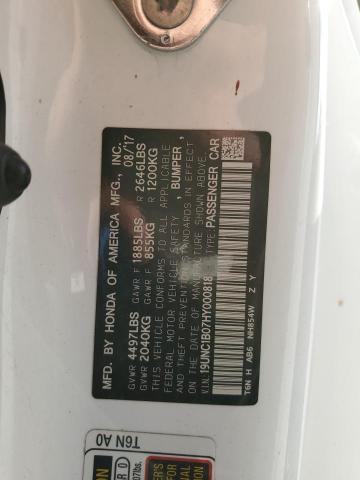 MFD. BY HONDA OF AMERICA MFG., INC. 08/17
GVWR 4497LBS GAWR F 1885LBS R 2646LBS
GVWR 2040KG GAWR F 855KG R 1200KG
THIS VEHICLE CONFORMS TO ALL APPLICABLE
FEDERAL MOTOR VEHICLE SAFETY, BUMPER,
AND THEFT PREVENTION STANDARDS IN EFFECT
ON THE DATE OF MANUFACTURE SHOWN ABOVE.
V.I.N. 19UNC1B07HY000818 TYPE: PASSENGER CAR
T6N H AB6 NH854W Z Y
T6N A0